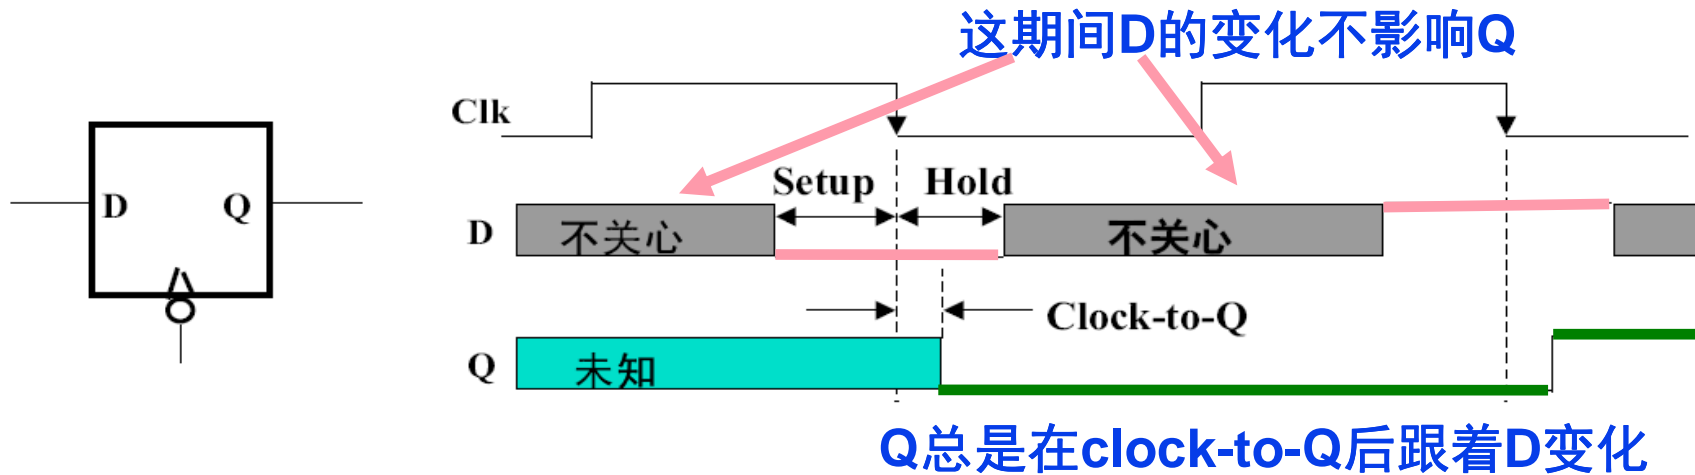 这期间D的变化不影响Q
Clk
D Q
Setup Hold
D 不关心 不关心
Clock-to-Q
Q 未知
Q总是在clock-to-Q后跟着D变化